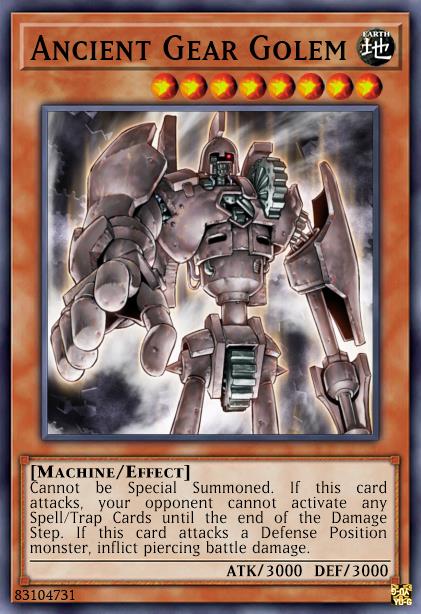 Ancient Gear Golem
EARTH
地
[Machine/Effect]
Cannot be Special Summoned. If this card
attacks, your opponent cannot activate any
Spell/Trap Cards until the end of the Damage
Step. If this card attacks a Defense Position
monster, inflict piercing battle damage.
ATK/3000 DEF/3000
83104731